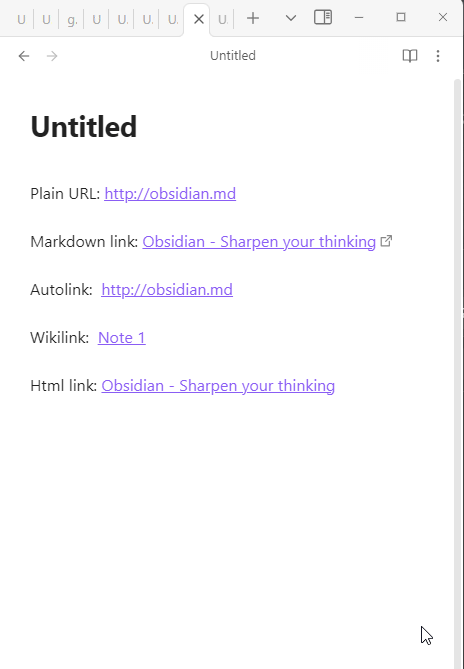 U U g. U U. U. U. U.
Untitled
Untitled
Plain URL: http://obsidian.md
Markdown link: Obsidian - Sharpen your thinking
Autolink: http://obsidian.md
Wikilink: Note 1
Html link: Obsidian - Sharpen your thinking